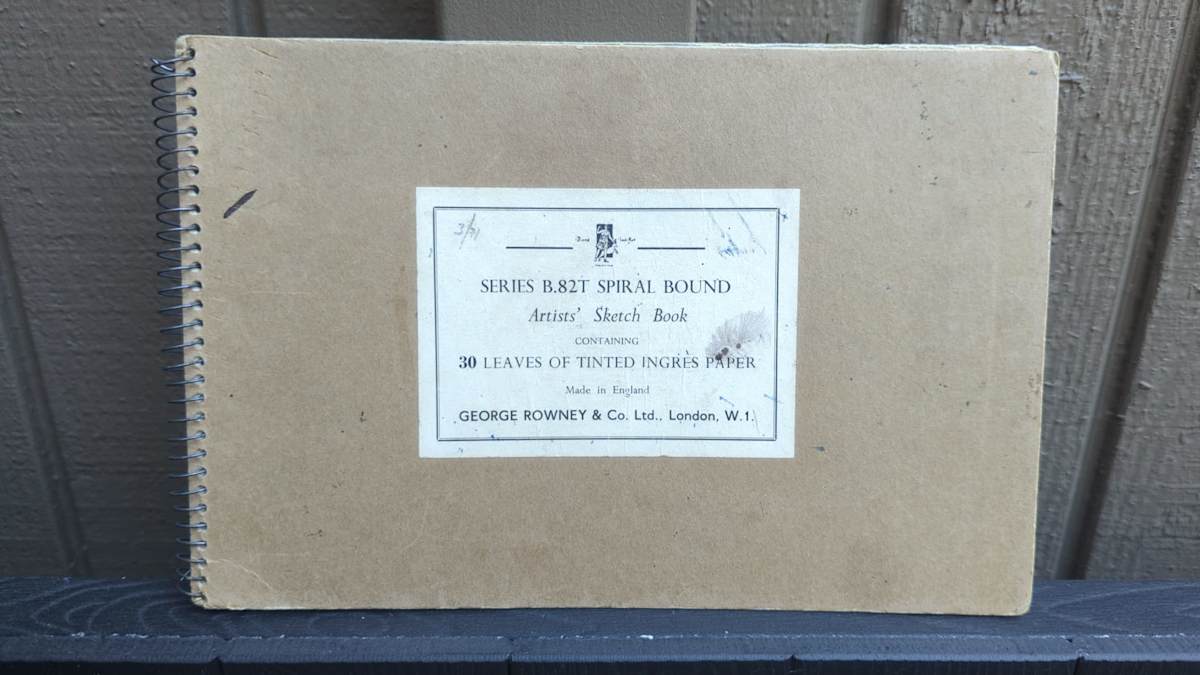 3/91
SERIES B.82T SPIRAL BOUND
Artists' Sketch Book
CONTAINING
30 LEAVES OF TINTED INGRES PAPER
Made in England
GEORGE ROWNEY & Co. Ltd., London, W.1.